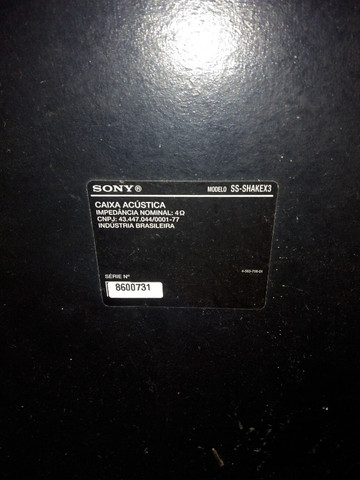 SONY® MODELO SS-SHAKEX3
CAIXA ACÚSTICA
IMPEDÂNCIA NOMINAL: 4 Ω
CNPJ: 43.447.044/0001-77
INDÚSTRIA BRASILEIRA
SÉRIE Nº
8600731